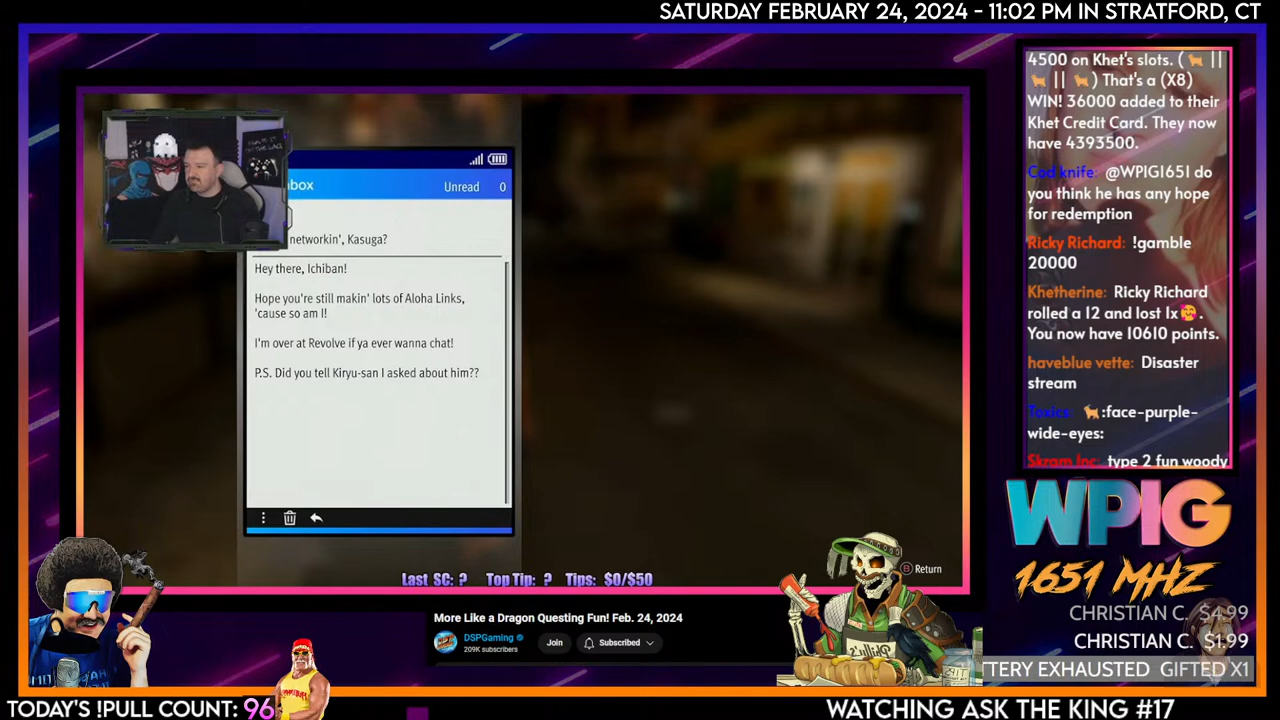 SATURDAY FEBRUARY 24, 2024 - 11:02 PM IN STRATFORD, CT
box
Unread 0
networkin', Kasuga?
Hey there, Ichiban!
Hope you're still makin' lots of Aloha Links,
'cause so am I!
I'm over at Revolve if ya ever wanna chat!
P.S. Did you tell Kiryu-san I asked about him??
B Return
Last SC: ? Top Tip: ? Tips: $0/$50
More Like a Dragon Questing Fun! Feb. 24, 2024
DSPGaming
209K subscribers
Join
Subscribed
4500 on Khet's slots. ( ||
|| ) That's a (X8)
WIN! 36000 added to their
Khet Credit Card. They now
have 4393500.
Cod knife: @WPIG1651 do
you think he has any hope
for redemption
Ricky Richard: !gamble
20000
Khetherine: Ricky Richard
rolled a 12 and lost 1x 🥰.
You now have 10610 points.
haveblue vette: Disaster
stream
Toxics: :face-purple-
wide-eyes:
Skram Inc: type 2 fun woody
WPIG
1651 MHZ
CHRISTIAN C. $4.99
CHRISTIAN C. $1.99
TTERY EXHAUSTED GIFTED X1
TODAY'S !PULL COUNT: 96
WATCHING ASK THE KING #17